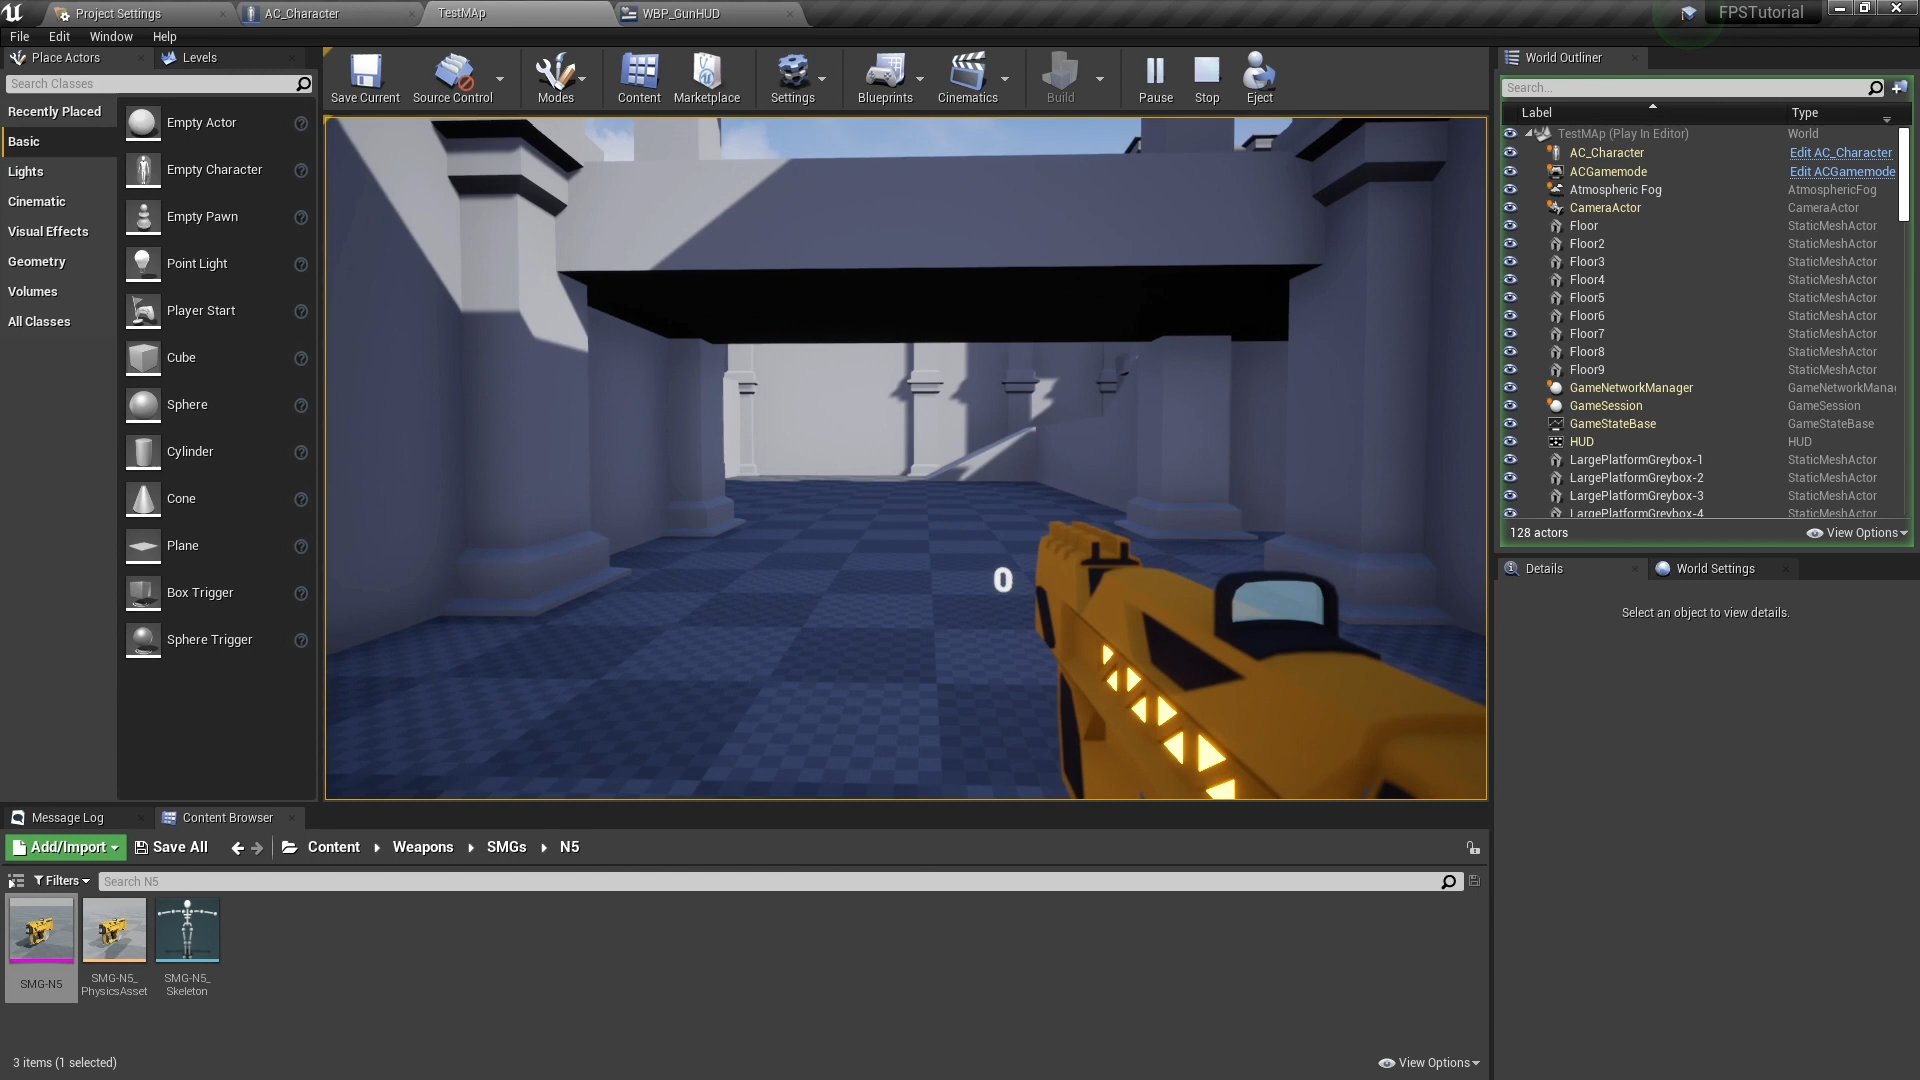 Project Settings
AC_Character
TestMAp
WBP_GunHUD
FPSTutorial
File
Edit
Window
Help
Place Actors
Levels
Search Classes
Recently Placed
Basic
Lights
Cinematic
Visual Effects
Geometry
Volumes
All Classes
Empty Actor
Empty Character
Empty Pawn
Point Light
Player Start
Cube
Sphere
Cylinder
Cone
Plane
Box Trigger
Sphere Trigger
Save Current
Source Control
Modes
Content
Marketplace
Settings
Blueprints
Cinematics
Build
Pause
Stop
Eject
0
World Outliner
Search...
Label
Type
TestMAp (Play In Editor)
World
AC_Character
Edit AC_Character
ACGamemode
Edit ACGamemode
Atmospheric Fog
AtmosphericFog
CameraActor
CameraActor
Floor
StaticMeshActor
Floor2
StaticMeshActor
Floor3
StaticMeshActor
Floor4
StaticMeshActor
Floor5
StaticMeshActor
Floor6
StaticMeshActor
Floor7
StaticMeshActor
Floor8
StaticMeshActor
Floor9
StaticMeshActor
GameNetworkManager
GameNetworkMana
GameSession
GameSession
GameStateBase
GameStateBase
HUD
HUD
LargePlatformGreybox-1
StaticMeshActor
LargePlatformGreybox-2
StaticMeshActor
LargePlatformGreybox-3
StaticMeshActor
LargePlatformGreybox-4
StaticMeshActor
128 actors
View Options
Details
World Settings
Select an object to view details.
Message Log
Content Browser
Add/Import
Save All
Content
Weapons
SMGs
N5
Filters
Search N5
SMG-N5
SMG-N5_
PhysicsAsset
SMG-N5_
Skeleton
3 items (1 selected)
View Options